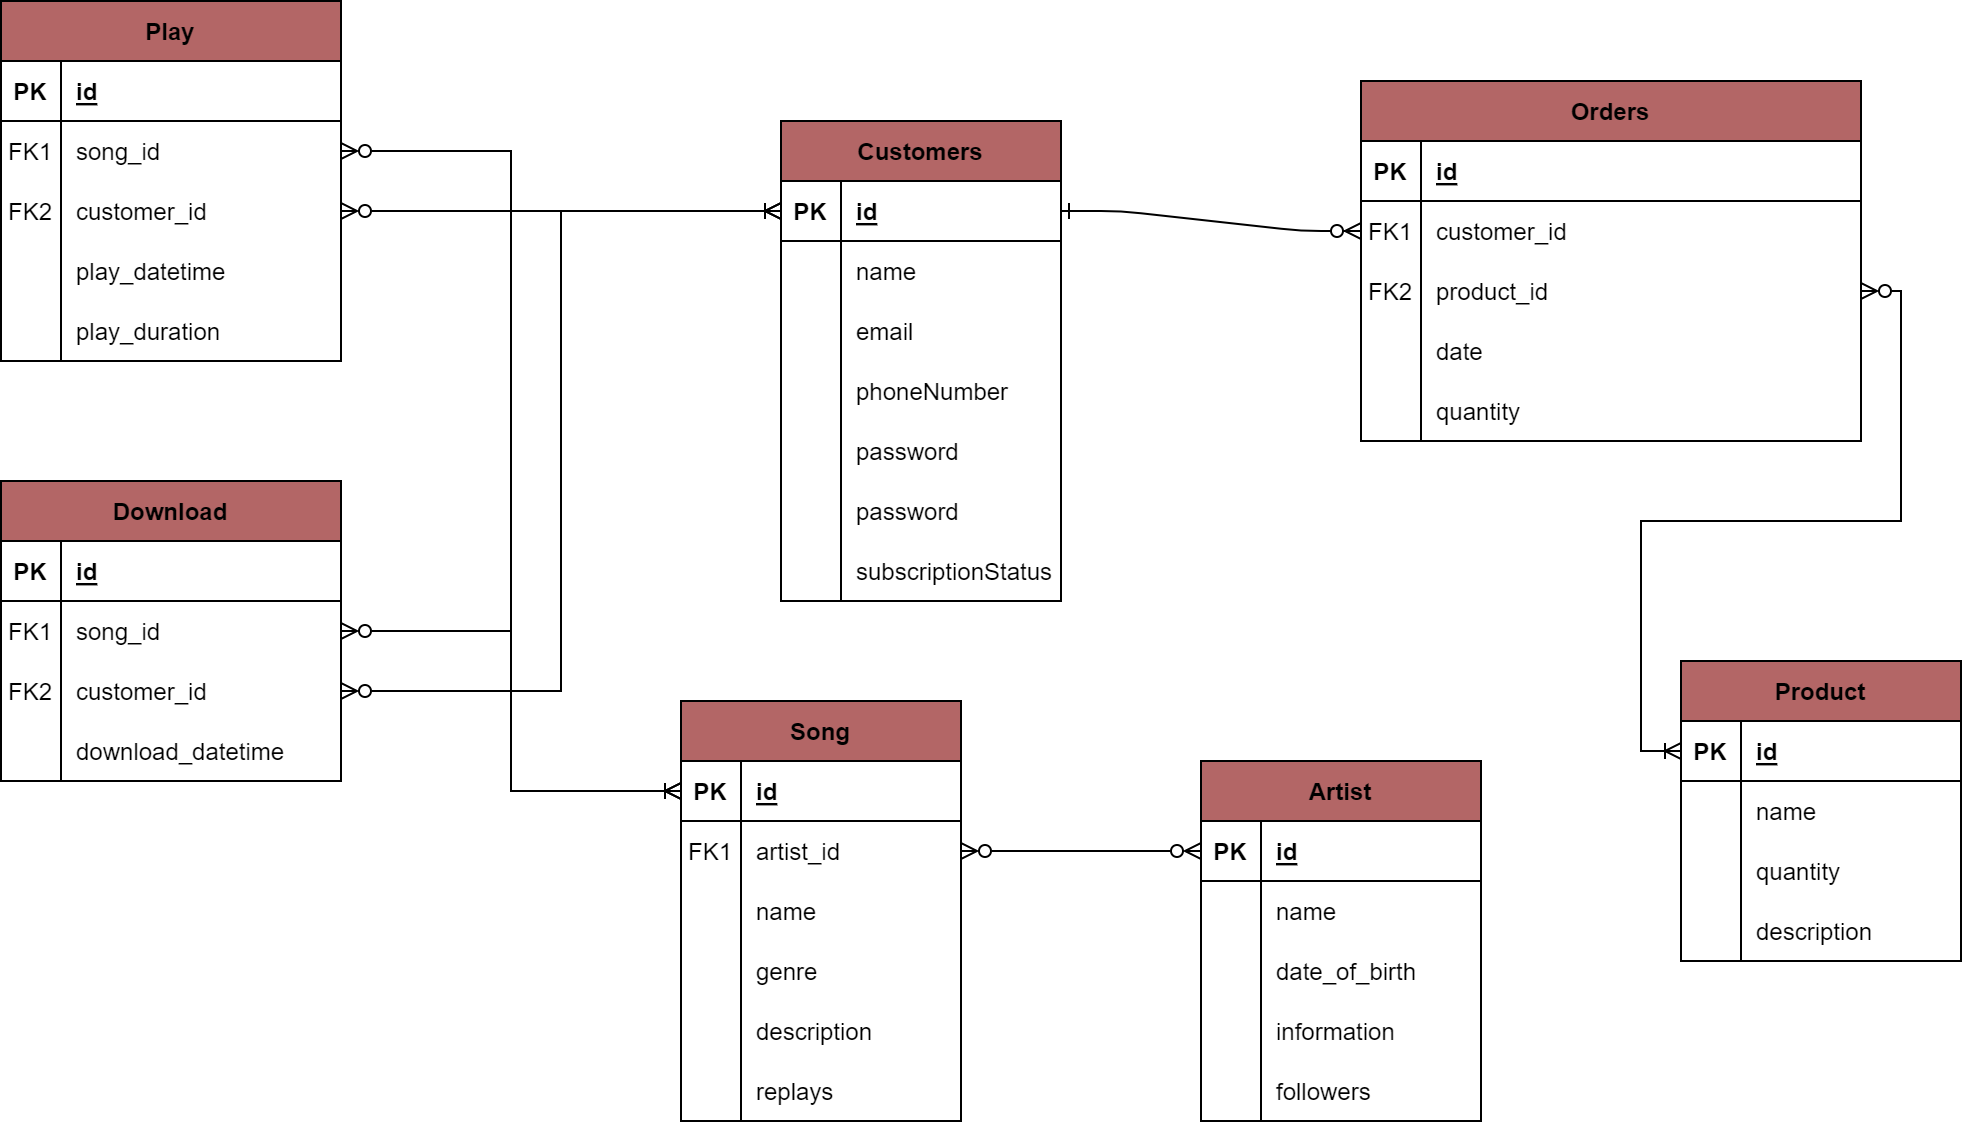 Play
PK id
FK1 song_id
FK2 customer_id
play_datetime
play_duration
Customers
PK id
name
email
phoneNumber
password
password
subscriptionStatus
Orders
PK id
FK1 customer_id
FK2 product_id
date
quantity
Download
PK id
FK1 song_id
FK2 customer_id
download_datetime
Song
PK id
FK1 artist_id
name
genre
description
replays
Artist
PK id
name
date_of_birth
information
followers
Product
PK id
name
quantity
description